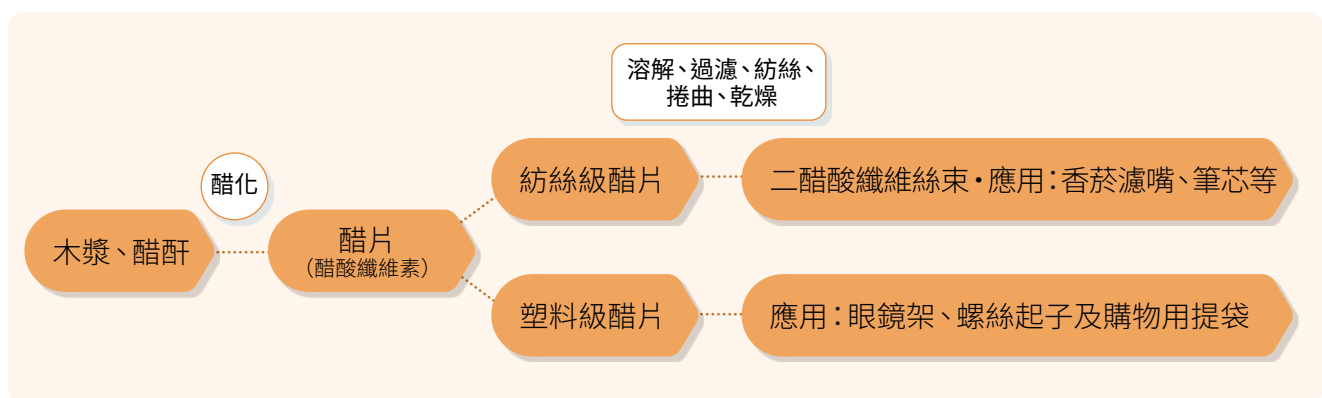 溶解、過濾、紡絲、
捲曲、乾燥
紡絲級醋片
二醋酸纖維絲束・應用：香菸濾嘴、筆芯等
醋化
木漿、醋酐
醋片
（醋酸纖維素）
塑料級醋片
應用：眼鏡架、螺絲起子及購物用提袋